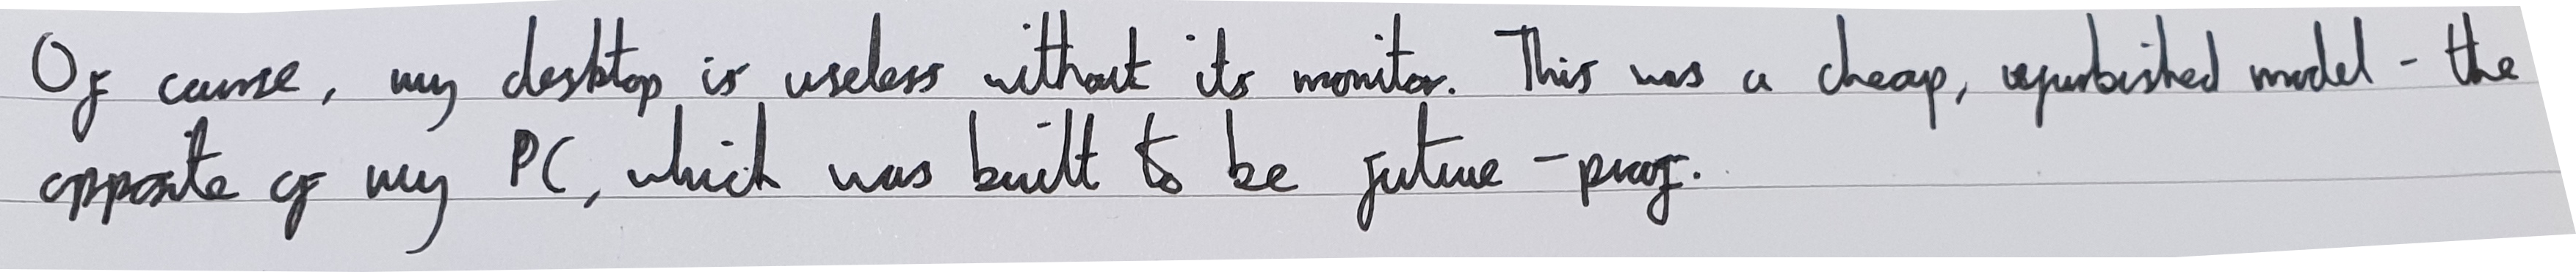 Of course, my desktop is useless without its monitor. This was a cheap, refurbished model - the
opposite of my PC, which was built to be future-proof.